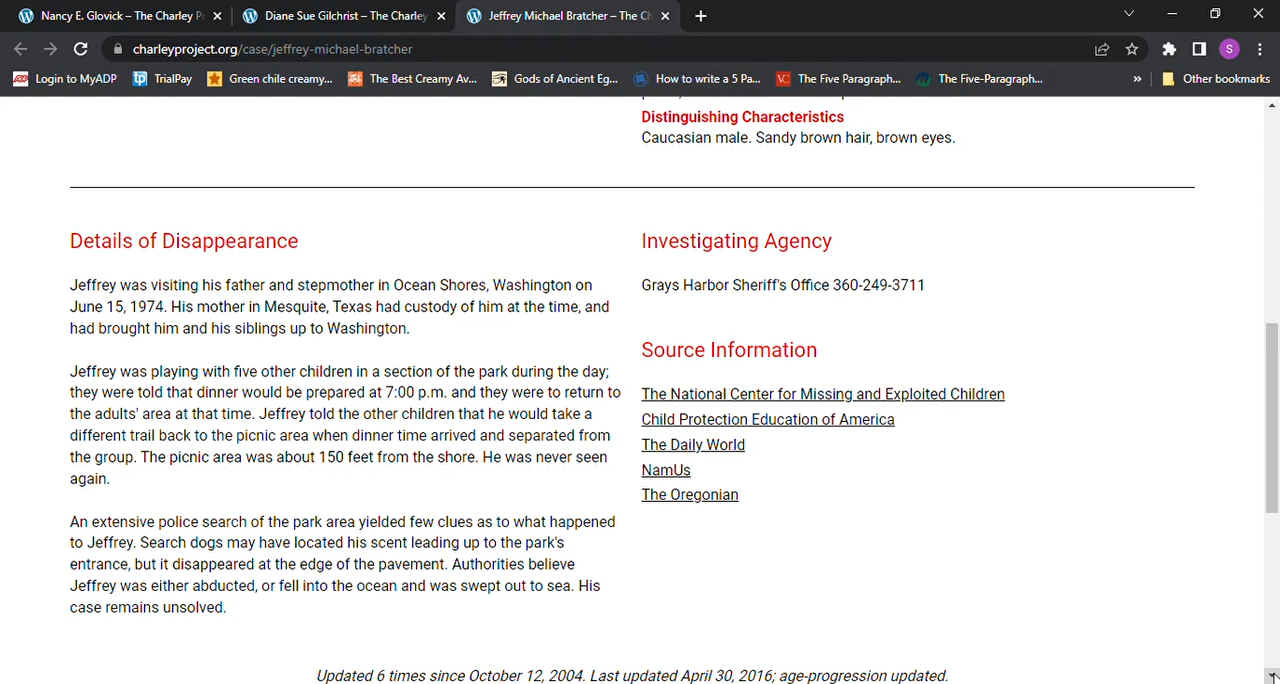 Nancy E. Glovick – The Charley P
Diane Sue Gilchrist – The Charley
Jeffrey Michael Bratcher – The Ch
charleyproject.org/case/jeffrey-michael-bratcher
S
Login to MyADP
TrialPay
Green chile creamy...
The Best Creamy Av...
Gods of Ancient Eg...
How to write a 5 Pa...
VC
The Five Paragraph...
The Five-Paragraph...
»
Other bookmarks
Distinguishing Characteristics
Caucasian male. Sandy brown hair, brown eyes.
Details of Disappearance
Jeffrey was visiting his father and stepmother in Ocean Shores, Washington on
June 15, 1974. His mother in Mesquite, Texas had custody of him at the time, and
had brought him and his siblings up to Washington.
Jeffrey was playing with five other children in a section of the park during the day;
they were told that dinner would be prepared at 7:00 p.m. and they were to return to
the adults' area at that time. Jeffrey told the other children that he would take a
different trail back to the picnic area when dinner time arrived and separated from
the group. The picnic area was about 150 feet from the shore. He was never seen
again.
An extensive police search of the park area yielded few clues as to what happened
to Jeffrey. Search dogs may have located his scent leading up to the park's
entrance, but it disappeared at the edge of the pavement. Authorities believe
Jeffrey was either abducted, or fell into the ocean and was swept out to sea. His
case remains unsolved.
Investigating Agency
Grays Harbor Sheriff's Office 360-249-3711
Source Information
The National Center for Missing and Exploited Children
Child Protection Education of America
The Daily World
NamUs
The Oregonian
Updated 6 times since October 12, 2004. Last updated April 30, 2016; age-progression updated.